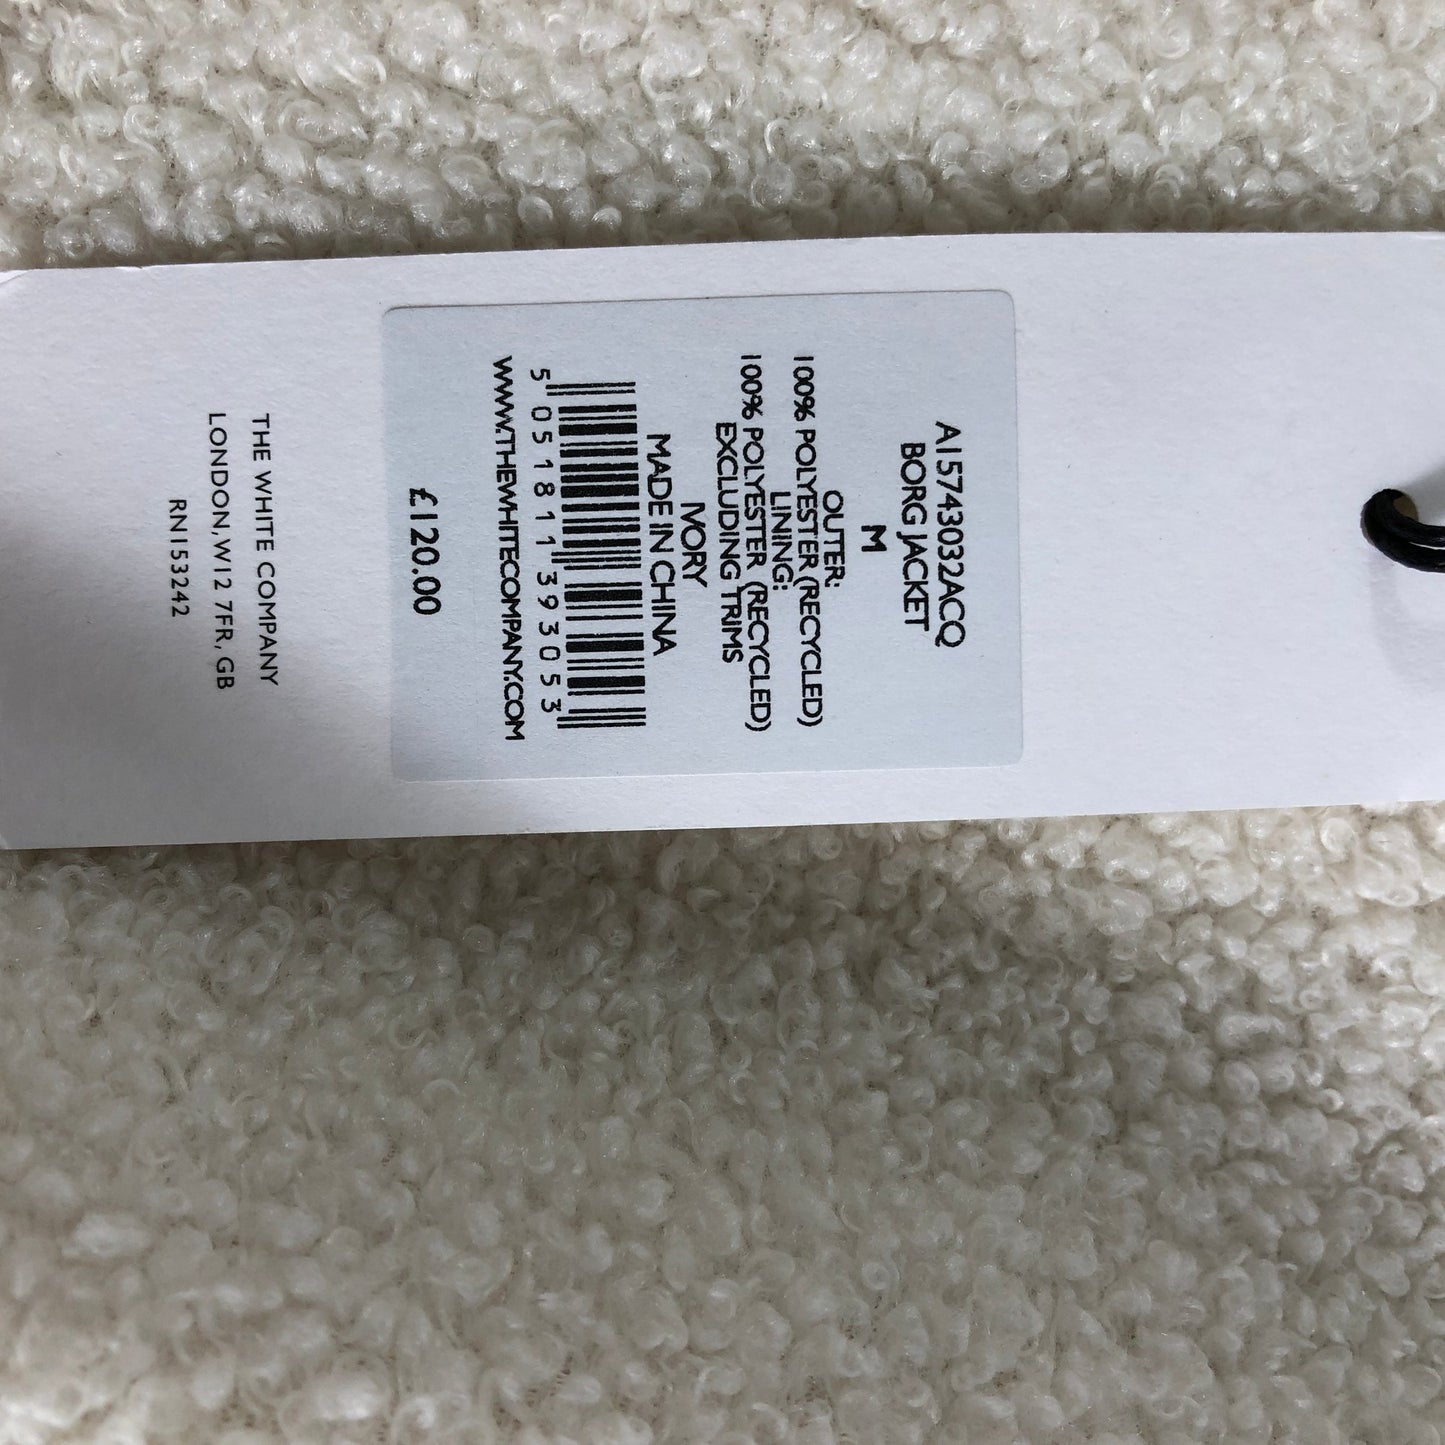 A15743032ACQ
BORG JACKET
M
OUTER:
100% POLYESTER (RECYCLED)
LINING:
100% POLYESTER (RECYCLED)
EXCLUDING TRIMS
IVORY
MADE IN CHINA
5 051811 393053
WWW.THEWHITECOMPANY.COM
£120.00
THE WHITE COMPANY
LONDON, W12 7FR, GB
RN153242